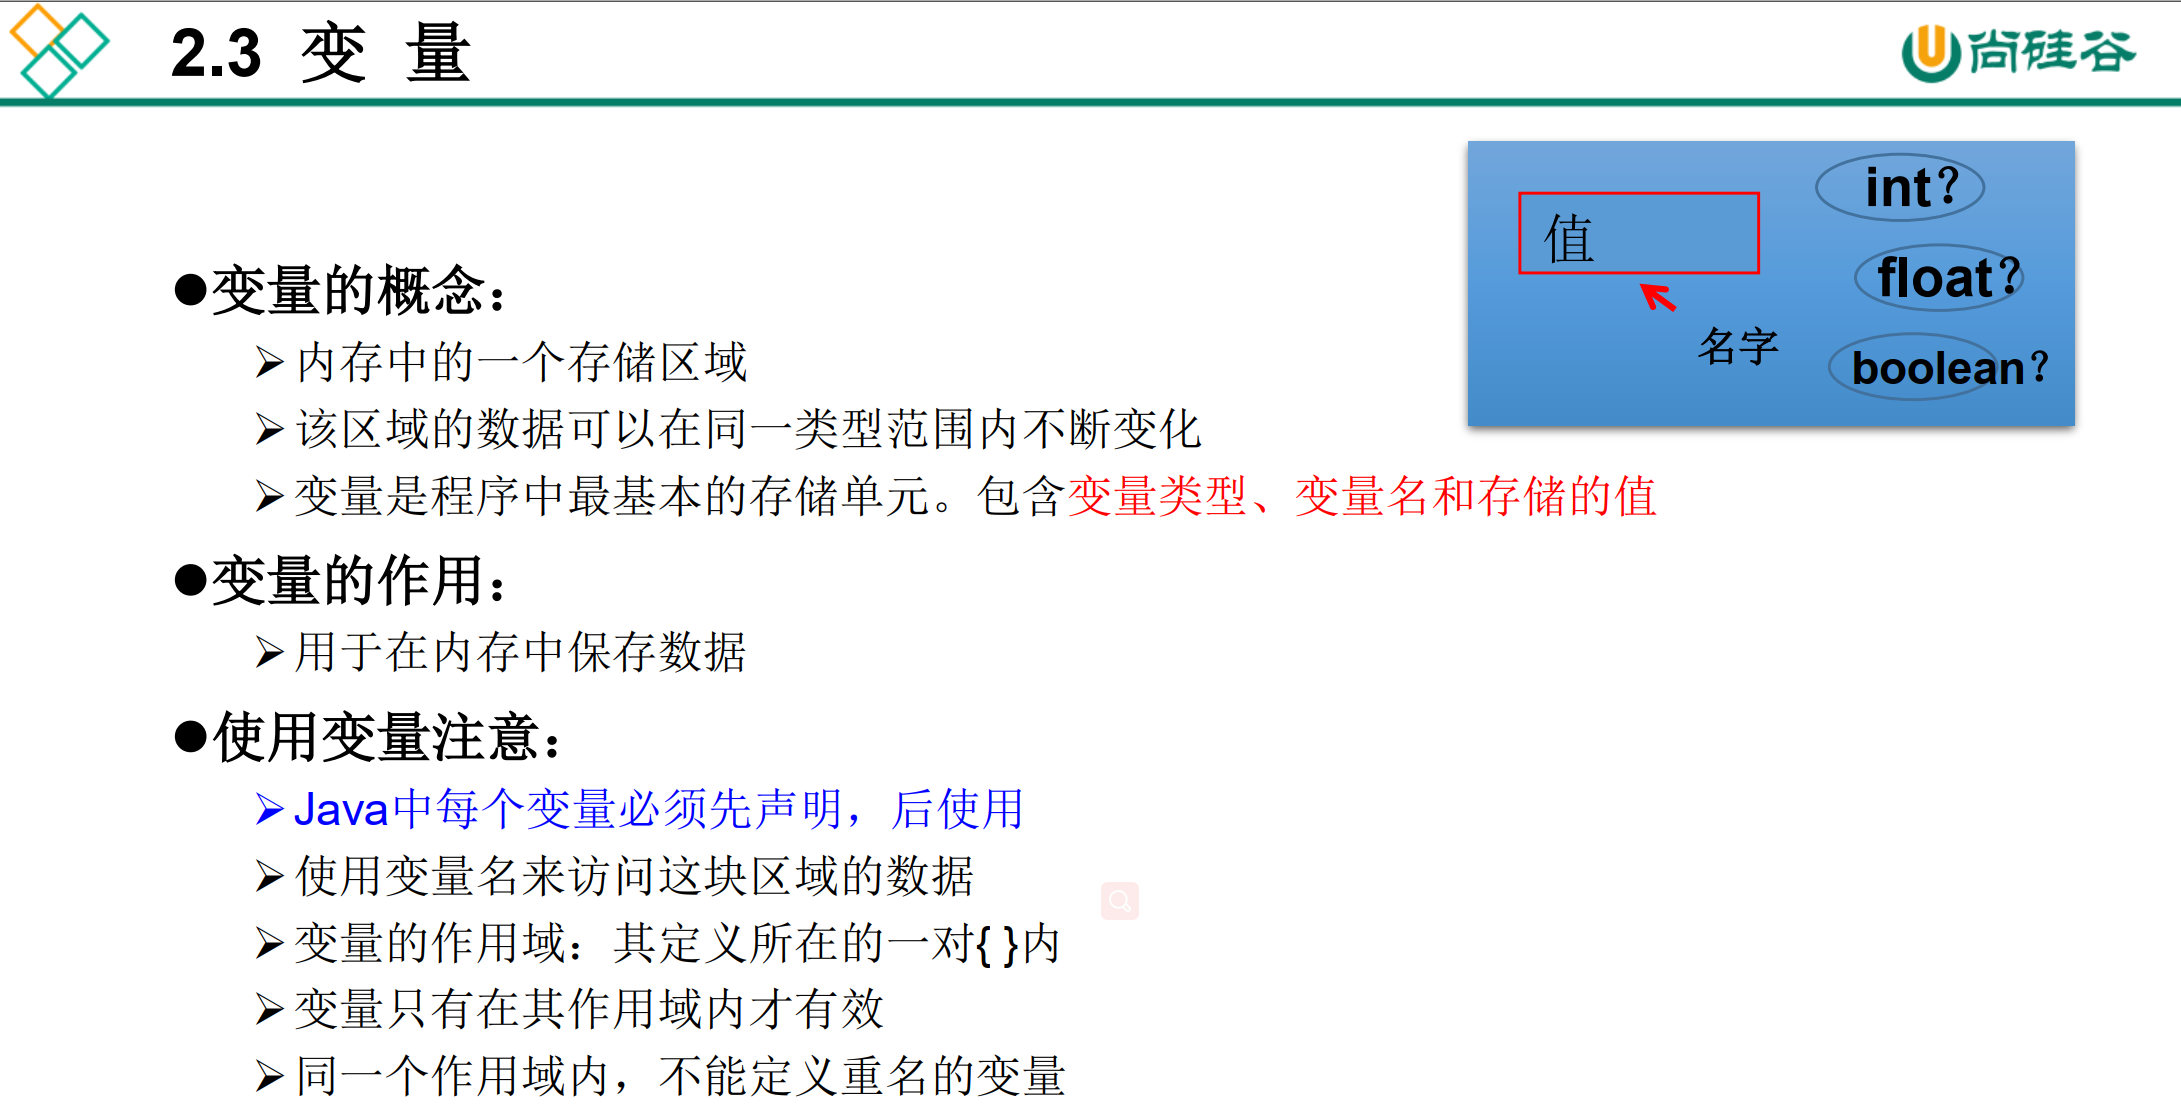 2.3 变 量
尚硅谷
int？
值
float？
名字
boolean？
●变量的概念：
➢内存中的一个存储区域
➢该区域的数据可以在同一类型范围内不断变化
➢变量是程序中最基本的存储单元。包含变量类型、变量名和存储的值
●变量的作用：
➢用于在内存中保存数据
●使用变量注意：
➢Java中每个变量必须先声明，后使用
➢使用变量名来访问这块区域的数据
➢变量的作用域：其定义所在的一对{ }内
➢变量只有在其作用域内才有效
➢同一个作用域内，不能定义重名的变量